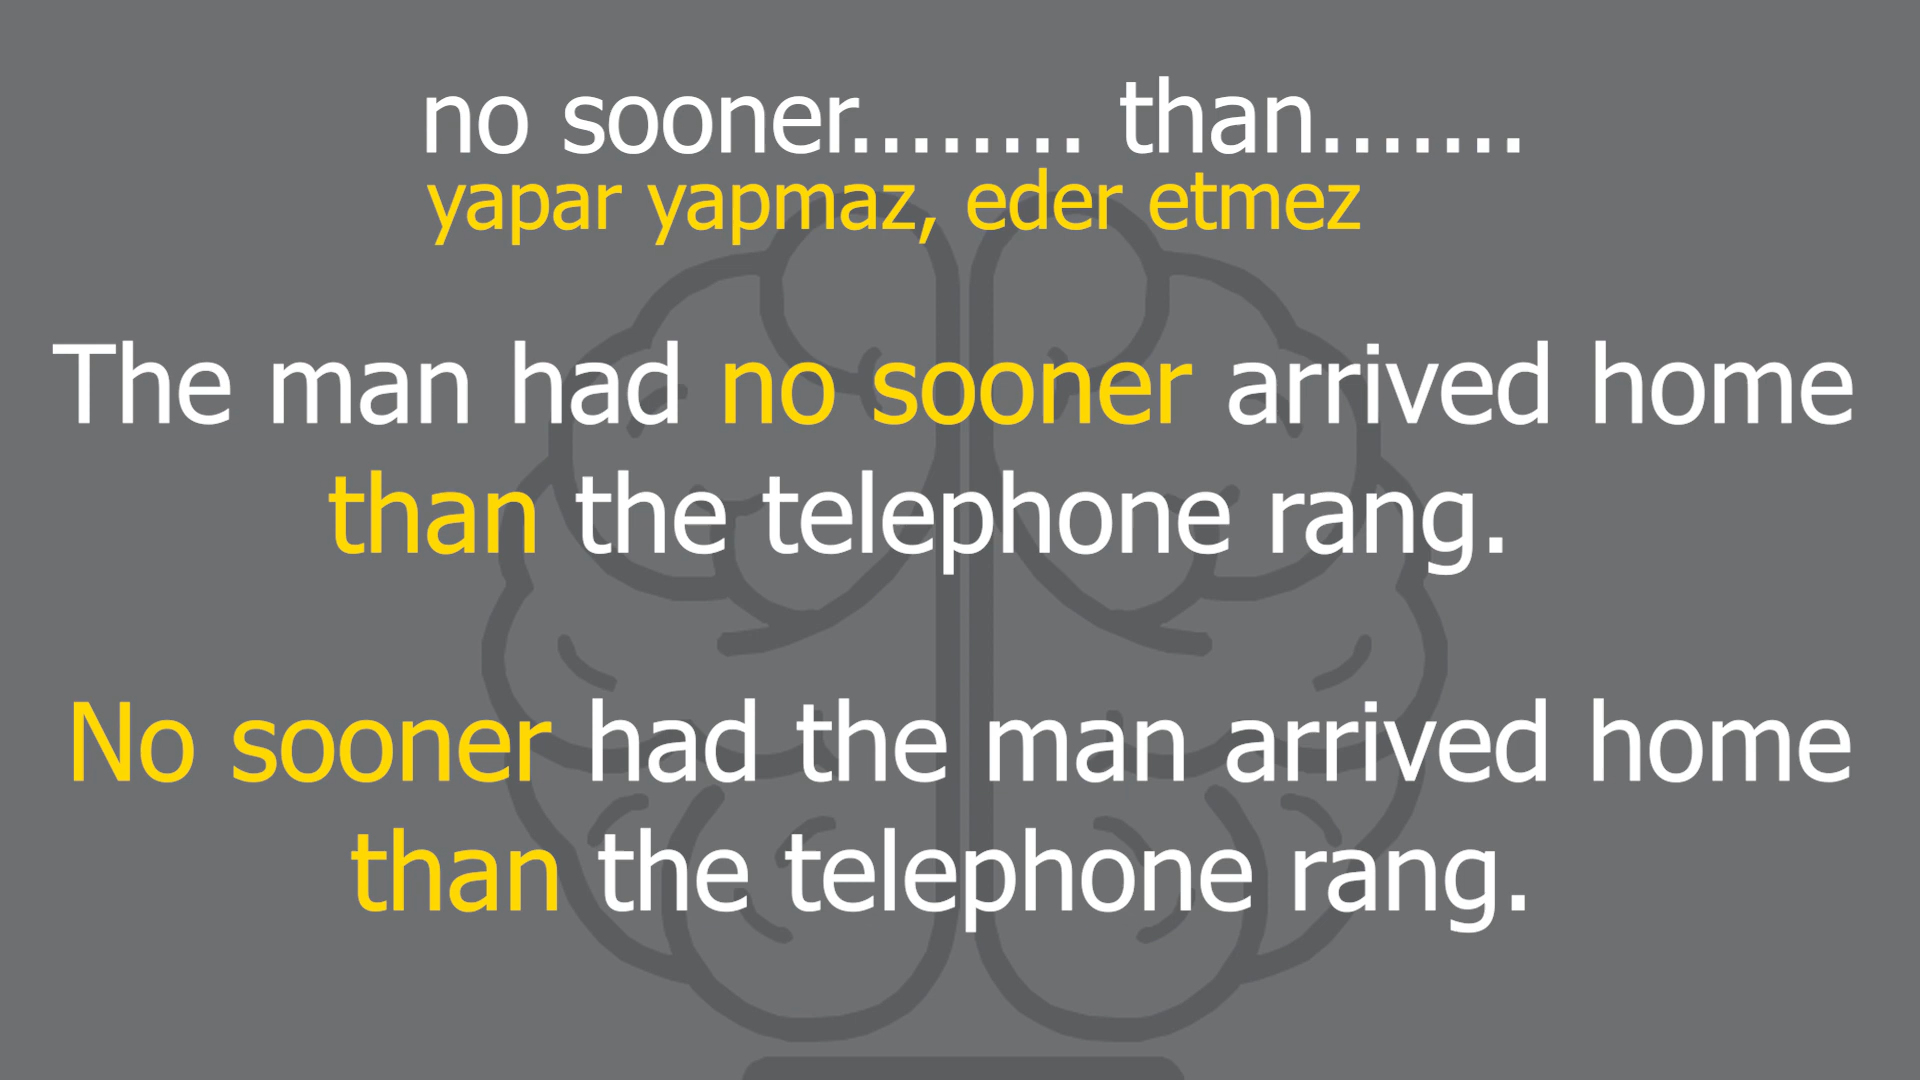 no sooner........ than.......
yapar yapmaz, eder etmez
The man had no sooner arrived home
than the telephone rang.
No sooner had the man arrived home
than the telephone rang.